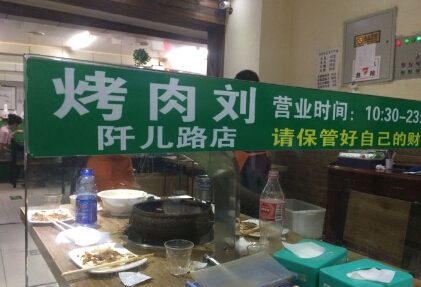 烤肉刘
阡儿路店
营业时间：10:30-23:
请保管好自己的财